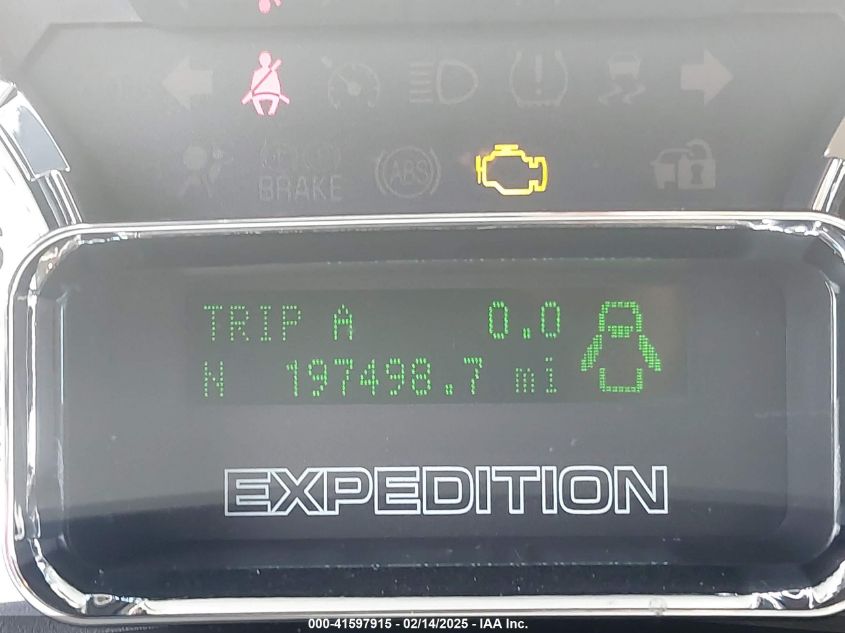 BRAKE
ABS
TRIP A 0.0
N 197498.7 mi
EXPEDITION
000-41597915 - 02/14/2025 - IAA Inc.